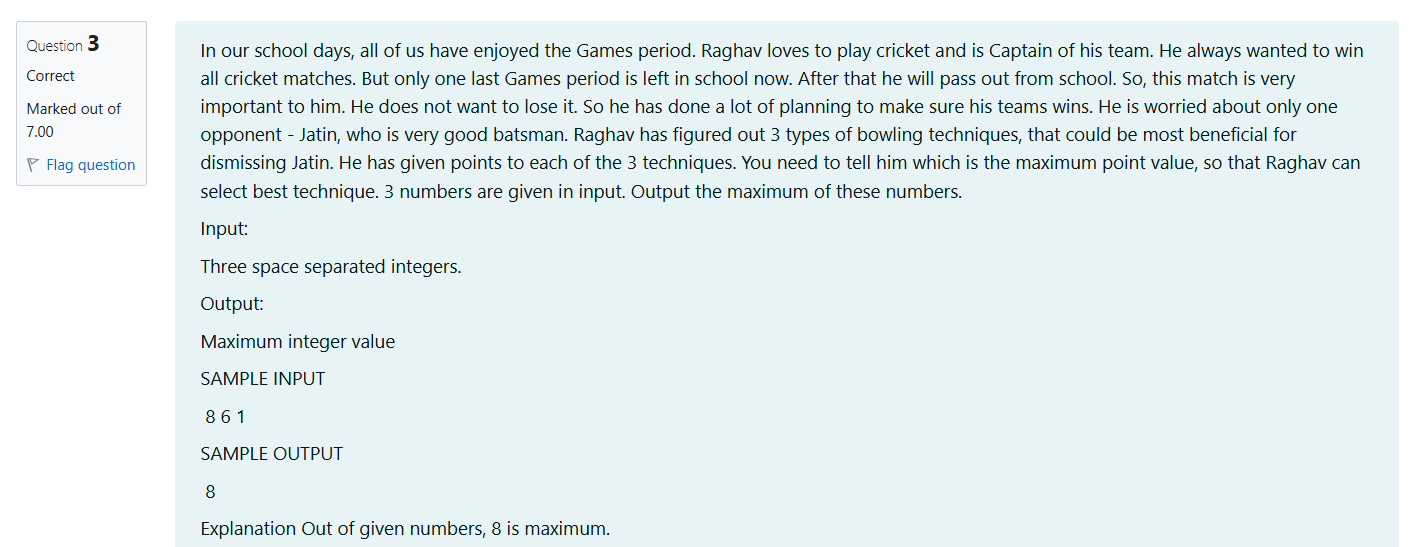 Question 3
Correct
Marked out of
7.00
Flag question
In our school days, all of us have enjoyed the Games period. Raghav loves to play cricket and is Captain of his team. He always wanted to win
all cricket matches. But only one last Games period is left in school now. After that he will pass out from school. So, this match is very
important to him. He does not want to lose it. So he has done a lot of planning to make sure his teams wins. He is worried about only one
opponent - Jatin, who is very good batsman. Raghav has figured out 3 types of bowling techniques, that could be most beneficial for
dismissing Jatin. He has given points to each of the 3 techniques. You need to tell him which is the maximum point value, so that Raghav can
select best technique. 3 numbers are given in input. Output the maximum of these numbers.
Input:
Three space separated integers.
Output:
Maximum integer value
SAMPLE INPUT
8 6 1
SAMPLE OUTPUT
8
Explanation Out of given numbers, 8 is maximum.